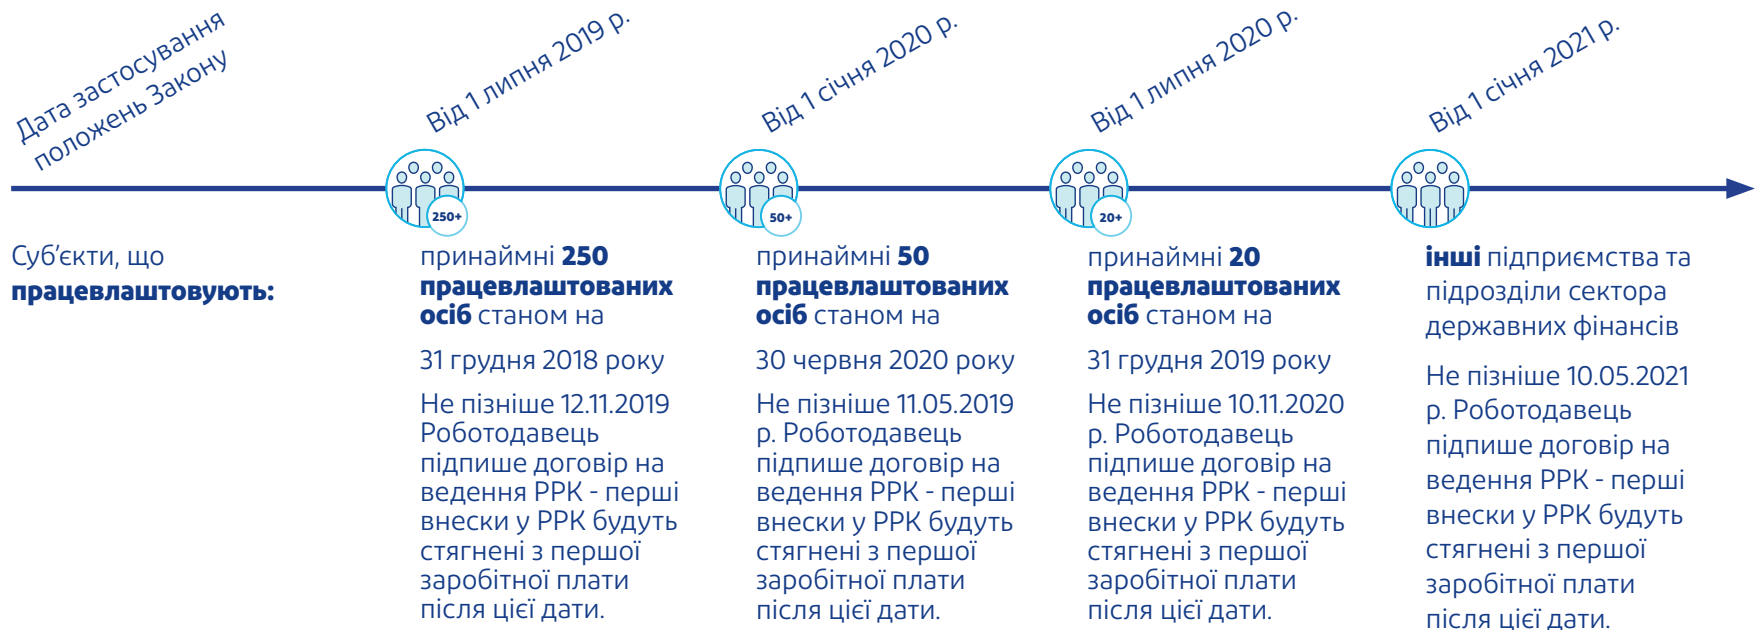 Дата застосування
положень Закону
Від 1 липня 2019 р.
Від 1 січня 2020 р.
Від 1 липня 2020 р.
Від 1 січня 2021 р.
250+
50+
20+
Суб’єкти, що
працевлаштовують:
принаймні 250
працевлаштованих
осіб станом на
31 грудня 2018 року
Не пізніше 12.11.2019
Роботодавець
підпише договір на
ведення РРК - перші
внески у РРК будуть
стягнені з першої
заробітної плати
після цієї дати.
принаймні 50
працевлаштованих
осіб станом на
30 червня 2020 року
Не пізніше 11.05.2019
р. Роботодавець
підпише договір на
ведення РРК - перші
внески у РРК будуть
стягнені з першої
заробітної плати
після цієї дати.
принаймні 20
працевлаштованих
осіб станом на
31 грудня 2019 року
Не пізніше 10.11.2020
р. Роботодавець
підпише договір на
ведення РРК - перші
внески у РРК будуть
стягнені з першої
заробітної плати
після цієї дати.
інші підприємства та
підрозділи сектора
державних фінансів
Не пізніше 10.05.2021
р. Роботодавець
підпише договір на
ведення РРК - перші
внески у РРК будуть
стягнені з першої
заробітної плати
після цієї дати.